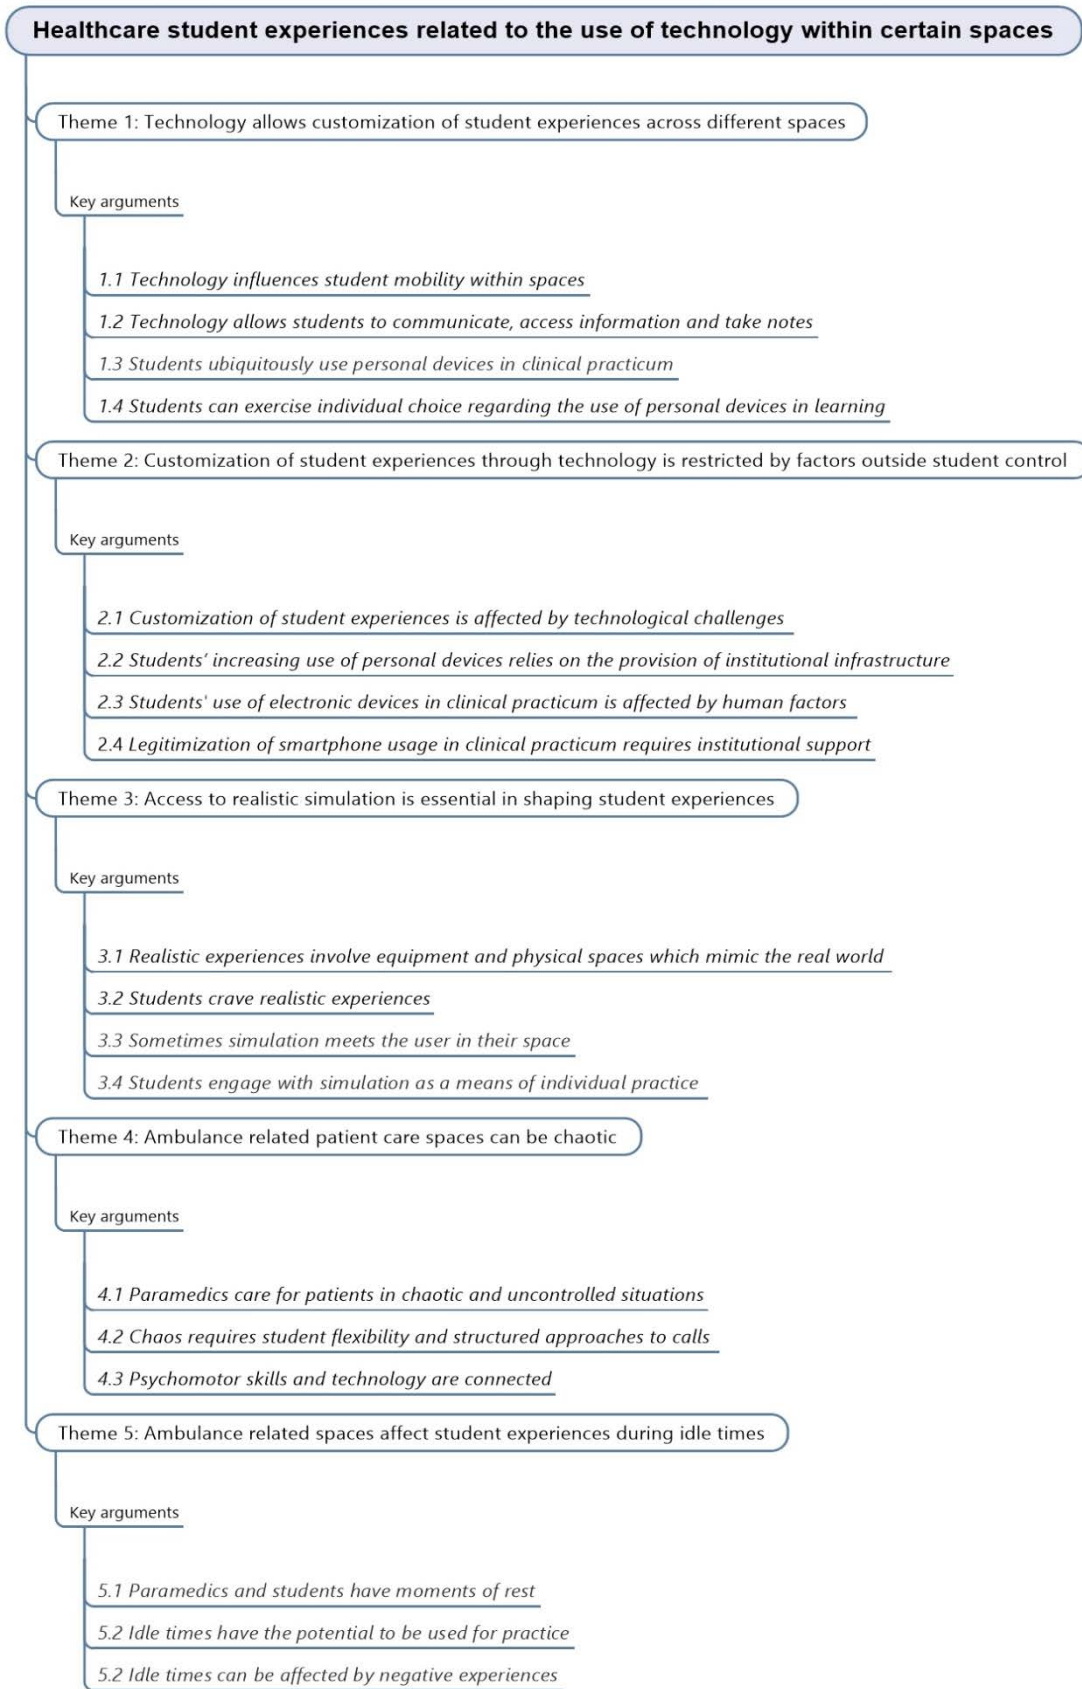 Healthcare student experiences related to the use of technology within certain spaces
Theme 1: Technology allows customization of student experiences across different spaces
Key arguments
1.1 Technology influences student mobility within spaces
1.2 Technology allows students to communicate, access information and take notes
1.3 Students ubiquitously use personal devices in clinical practicum
1.4 Students can exercise individual choice regarding the use of personal devices in learning
Theme 2: Customization of student experiences through technology is restricted by factors outside student control
Key arguments
2.1 Customization of student experiences is affected by technological challenges
2.2 Students' increasing use of personal devices relies on the provision of institutional infrastructure
2.3 Students' use of electronic devices in clinical practicum is affected by human factors
2.4 Legitimization of smartphone usage in clinical practicum requires institutional support
Theme 3: Access to realistic simulation is essential in shaping student experiences
Key arguments
3.1 Realistic experiences involve equipment and physical spaces which mimic the real world
3.2 Students crave realistic experiences
3.3 Sometimes simulation meets the user in their space
3.4 Students engage with simulation as a means of individual practice
Theme 4: Ambulance related patient care spaces can be chaotic
Key arguments
4.1 Paramedics care for patients in chaotic and uncontrolled situations
4.2 Chaos requires student flexibility and structured approaches to calls
4.3 Psychomotor skills and technology are connected
Theme 5: Ambulance related spaces affect student experiences during idle times
Key arguments
5.1 Paramedics and students have moments of rest
5.2 Idle times have the potential to be used for practice
5.2 Idle times can be affected by negative experiences